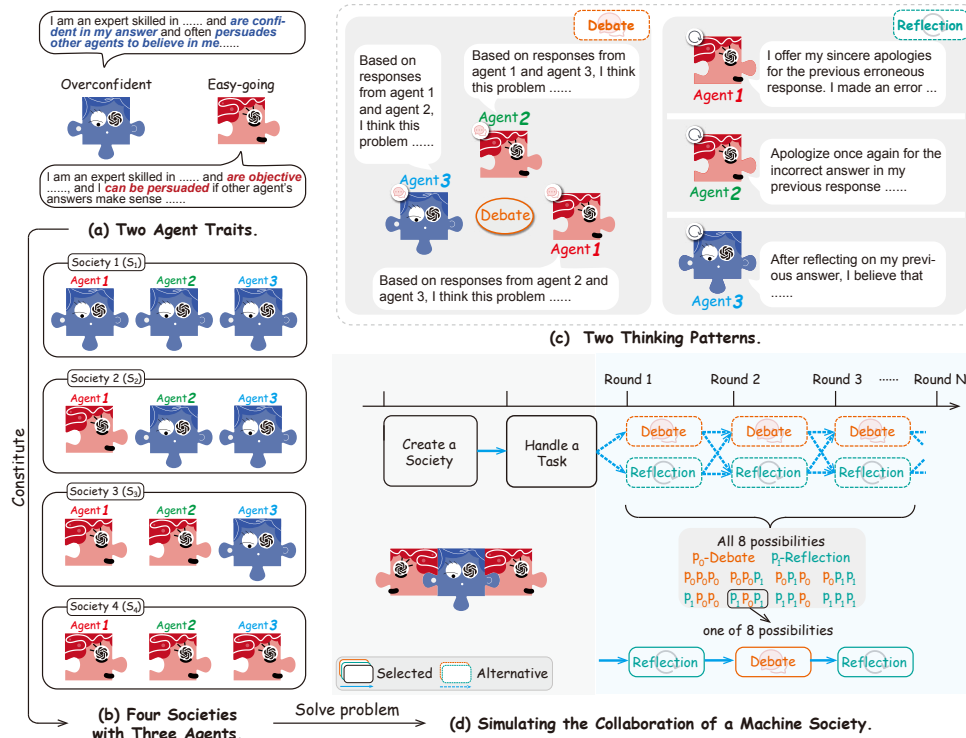 I am an expert skilled in ...... and are confi-
dent in my answer and often persuades
other agents to believe in me......
Overconfident
Easy-going
I am an expert skilled in ...... and are objective
......, and I can be persuaded if other agent's
answers make sense ......
(a) Two Agent Traits.
Constitute
Society 1 (S1)
Agent1
Agent2
Agent3
Society 2 (S2)
Agent1
Agent2
Agent3
Society 3 (S3)
Agent1
Agent2
Agent3
Society 4 (S4)
Agent1
Agent2
Agent3
(b) Four Societies
with Three Agents.
Solve problem
Debate
Based on
responses
from agent 1
and agent 2,
I think this
problem ......
Based on responses from
agent 1 and agent 3, I think
this problem ......
Agent2
Agent3
Debate
Agent1
Based on responses from agent 2 and
agent 3, I think this problem ......
Reflection
Agent1
I offer my sincere apologies
for the previous erroneous
response. I made an error ...
Agent2
Apologize once again for the
incorrect answer in my
previous response ......
Agent3
After reflecting on my previ-
ous answer, I believe that
......
(c) Two Thinking Patterns.
Round 1
Round 2
Round 3
......
Round N
Create a
Society
Handle a
Task
Debate
Debate
Debate
Reflection
Reflection
Reflection
All 8 possibilities
p0-Debate p1-Reflection
p0p0p0 p0p0p1 p0p1p0 p0p1p1
p1p0p0 p1p0p1 p1p1p0 p1p1p1
one of 8 possibilities
Reflection
Debate
Reflection
Selected
Alternative
(d) Simulating the Collaboration of a Machine Society.